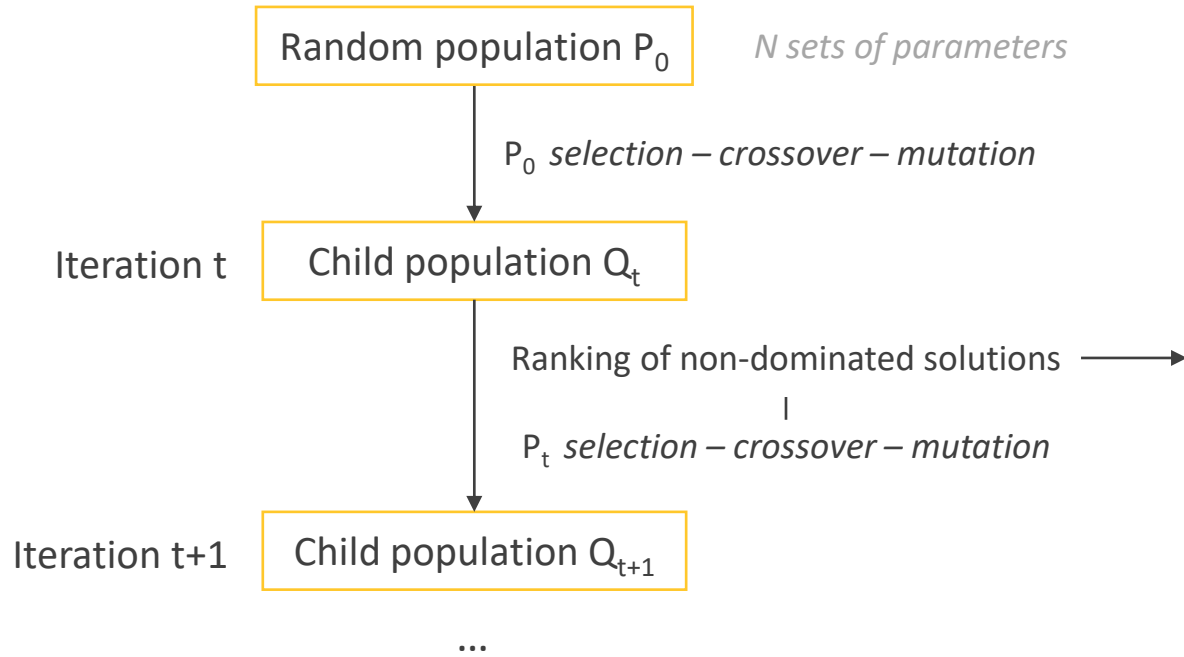 Random population P₀
N sets of parameters
P₀ selection – crossover – mutation
Iteration t
Child population Qₜ
Ranking of non-dominated solutions
Pₜ selection – crossover – mutation
Iteration t+1
Child population Qₜ₊₁
...